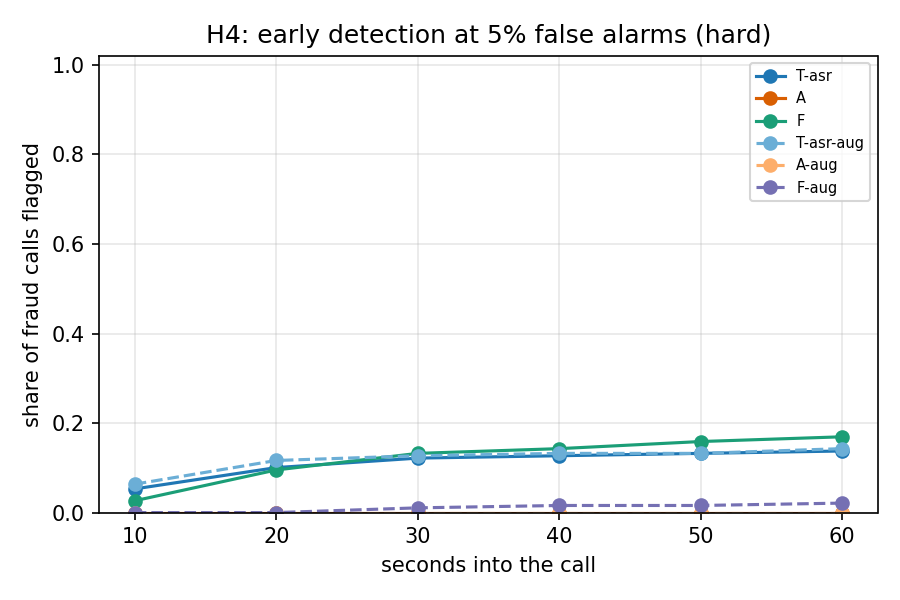 H4: early detection at 5% false alarms (hard)
share of fraud calls flagged
1.0
0.8
0.6
0.4
0.2
0.0
T-asr
A
F
T-asr-aug
A-aug
F-aug
10 20 30 40 50 60
seconds into the call